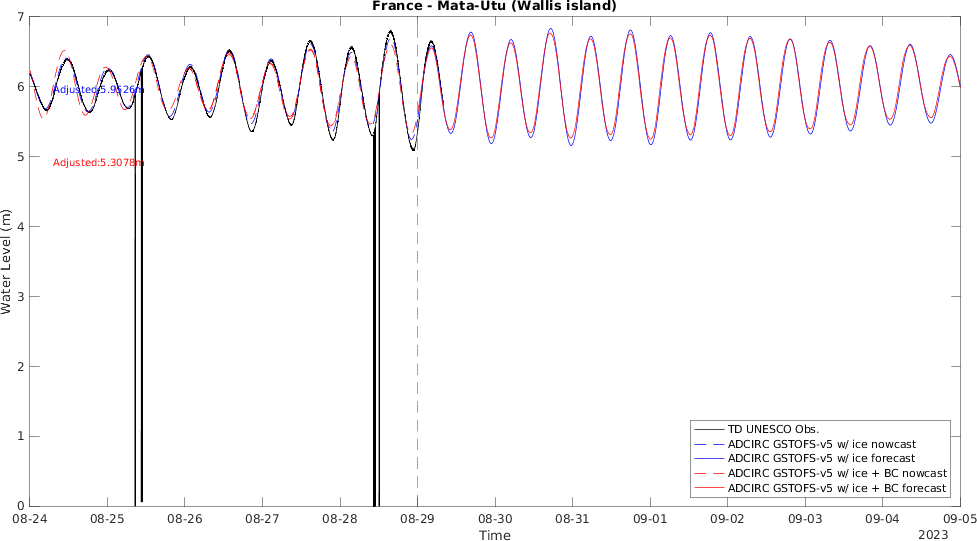 France - Mata-Utu (Wallis island)
7
6
5
4
3
2
1
0
Water Level (m)
Adjusted:5.9526m
Adjusted:5.3078m
TD UNESCO Obs.
ADCIRC GSTOFS-v5 w/ ice nowcast
ADCIRC GSTOFS-v5 w/ ice forecast
ADCIRC GSTOFS-v5 w/ ice + BC nowcast
ADCIRC GSTOFS-v5 w/ ice + BC forecast
08-24 08-25 08-26 08-27 08-28 08-29 08-30 08-31 09-01 09-02 09-03 09-04 09-05
Time
2023